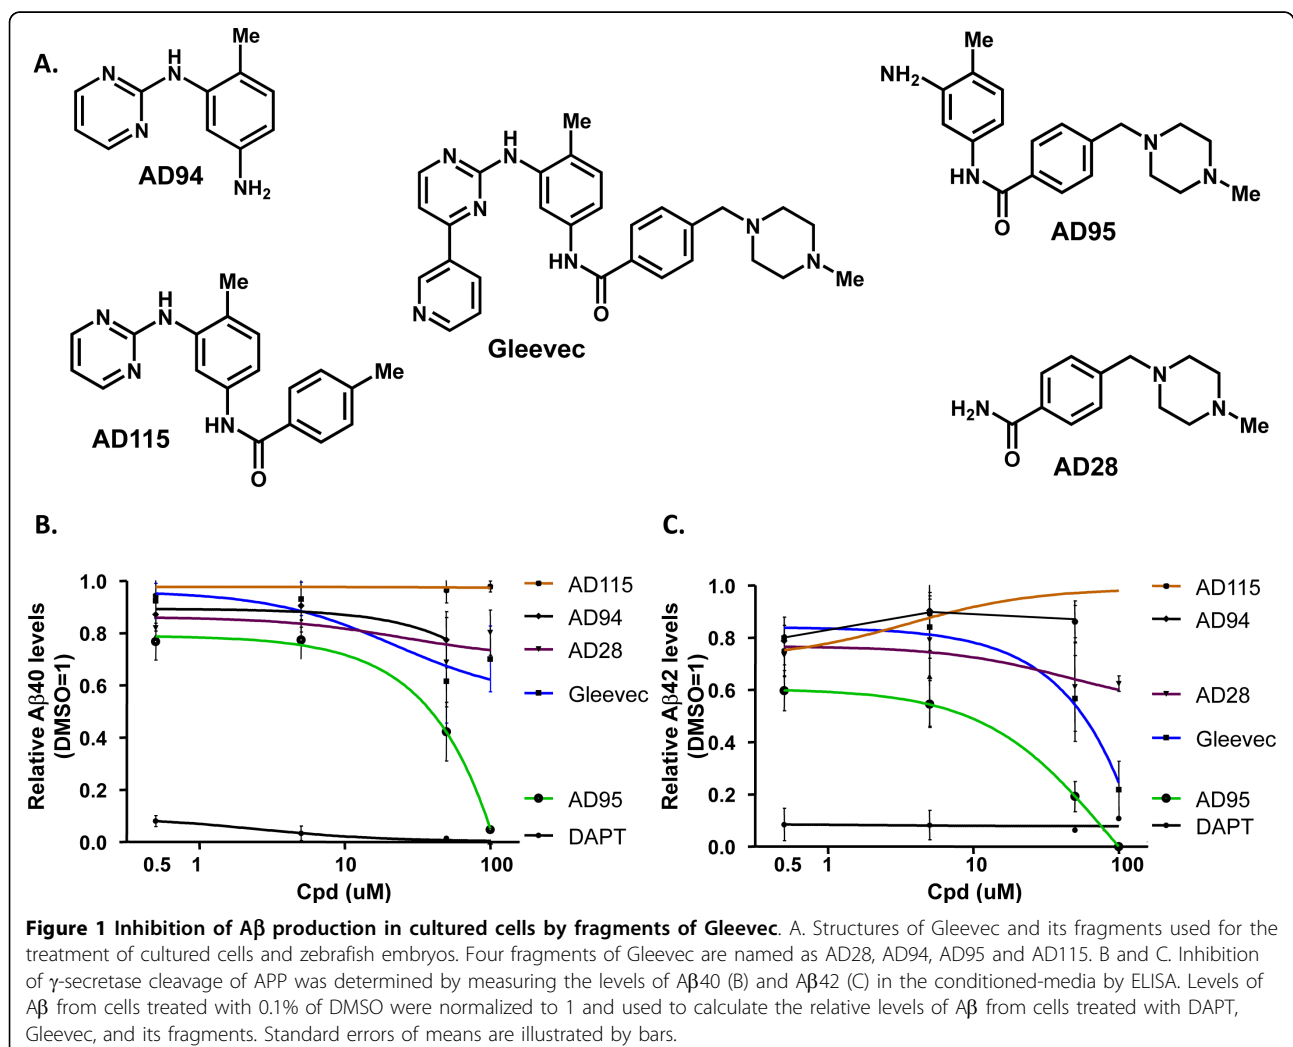 A.
Me
H
N
N
N
AD94
NH2
Me
H
N
N
N
N
HN
O
N
N
Me
Gleevec
Me
NH2
HN
O
N
N
Me
AD95
Me
H
N
N
N
HN
O
Me
AD115
H2N
O
N
N
Me
AD28
B.
Relative Aβ40 levels
(DMSO=1)
1.0
0.8
0.6
0.4
0.2
0.0
0.5 1 10 100
Cpd (uM)
AD115
AD94
AD28
Gleevec
AD95
DAPT
C.
Relative Aβ42 levels
(DMSO=1)
1.0
0.8
0.6
0.4
0.2
0.0
0.5 1 10 100
Cpd (uM)
AD115
AD94
AD28
Gleevec
AD95
DAPT
Figure 1 Inhibition of Aβ production in cultured cells by fragments of Gleevec. A. Structures of Gleevec and its fragments used for the
treatment of cultured cells and zebrafish embryos. Four fragments of Gleevec are named as AD28, AD94, AD95 and AD115. B and C. Inhibition
of γ-secretase cleavage of APP was determined by measuring the levels of Aβ40 (B) and Aβ42 (C) in the conditioned-media by ELISA. Levels of
Aβ from cells treated with 0.1% of DMSO were normalized to 1 and used to calculate the relative levels of Aβ from cells treated with DAPT,
Gleevec, and its fragments. Standard errors of means are illustrated by bars.